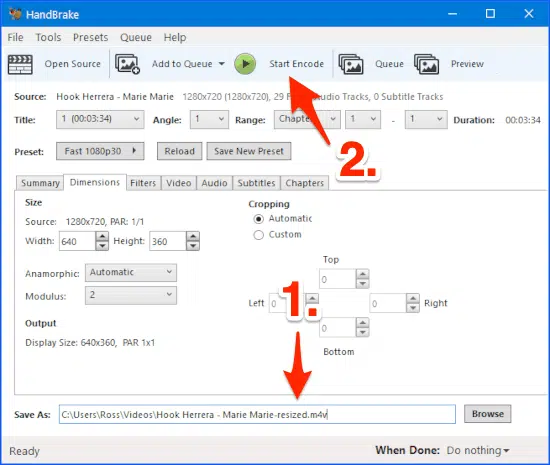 HandBrake
File Tools Presets Queue Help
Open Source Add to Queue Start Encode Queue Preview
Source: Hook Herrera - Marie Marie 1280x720 (1280x720), 29 Audio Tracks, 0 Subtitle Tracks
Title: 1 (00:03:34) Angle: 1 Range: Chapters 1 - 1 Duration: 00:03:34
2.
Preset: Fast 1080p30 Reload Save New Preset
Summary Dimensions Filters Video Audio Subtitles Chapters
Size Cropping
Source: 1280x720, PAR: 1/1 Automatic
Width: 640 Height: 360 Custom
Top
Anamorphic: Automatic 0
Modulus: 2 1.
Left 0 0 Right
Output 0
Display Size: 640x360, PAR 1x1
Bottom
Save As: C:\Users\Ross\Videos\Hook Herrera - Marie Marie-resized.m4v Browse
Ready When Done: Do nothing